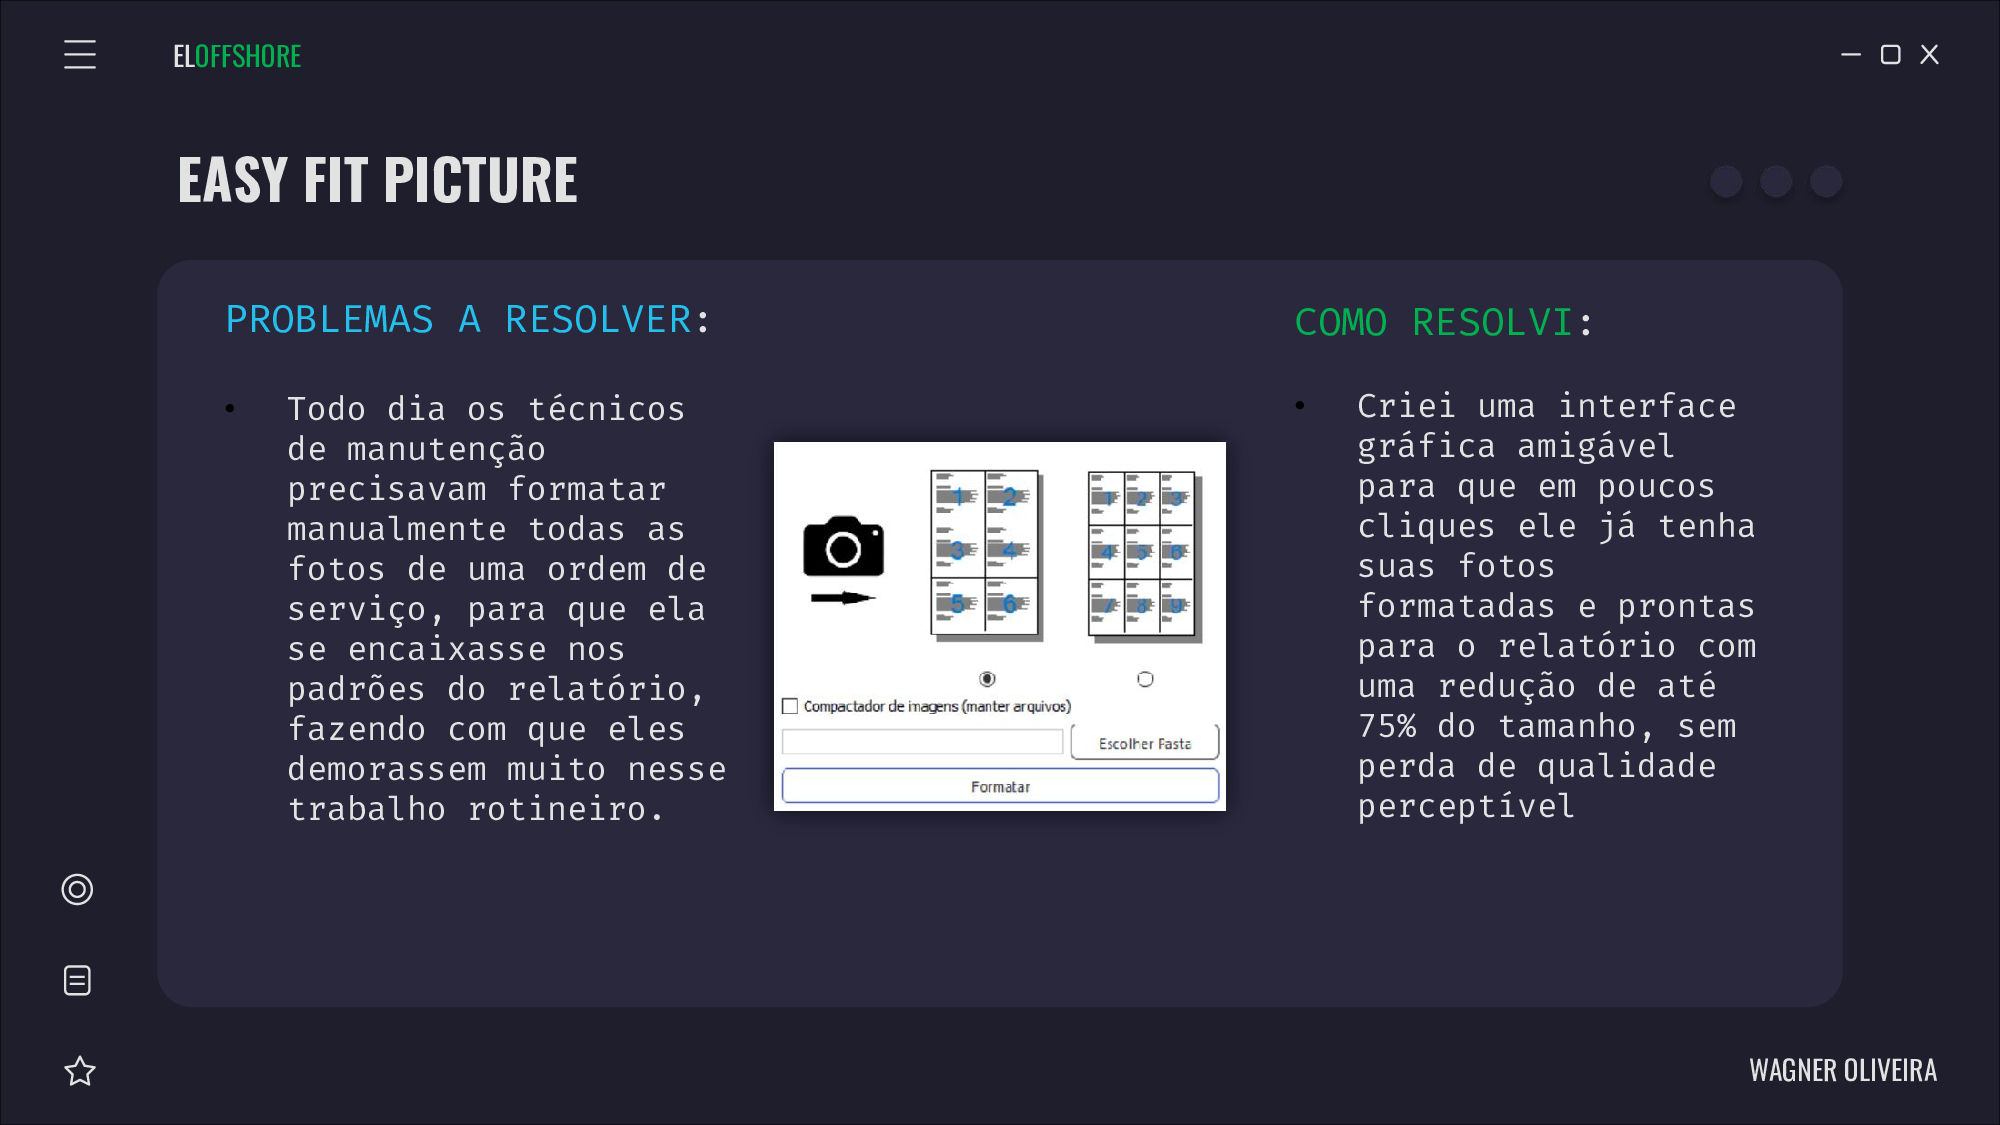 ELOFFSHORE
EASY FIT PICTURE
PROBLEMAS A RESOLVER:
• Todo dia os técnicos
de manutenção
precisavam formatar
manualmente todas as
fotos de uma ordem de
serviço, para que ela
se encaixasse nos
padrões do relatório,
fazendo com que eles
demorassem muito nesse
trabalho rotineiro.
1 2
3 4
5 6
1 2 3
4 5 6
7 8 9
Compactador de imagens (manter arquivos)
Escolher Pasta
Formatar
COMO RESOLVI:
• Criei uma interface
gráfica amigável
para que em poucos
cliques ele já tenha
suas fotos
formatadas e prontas
para o relatório com
uma redução de até
75% do tamanho, sem
perda de qualidade
perceptível
WAGNER OLIVEIRA